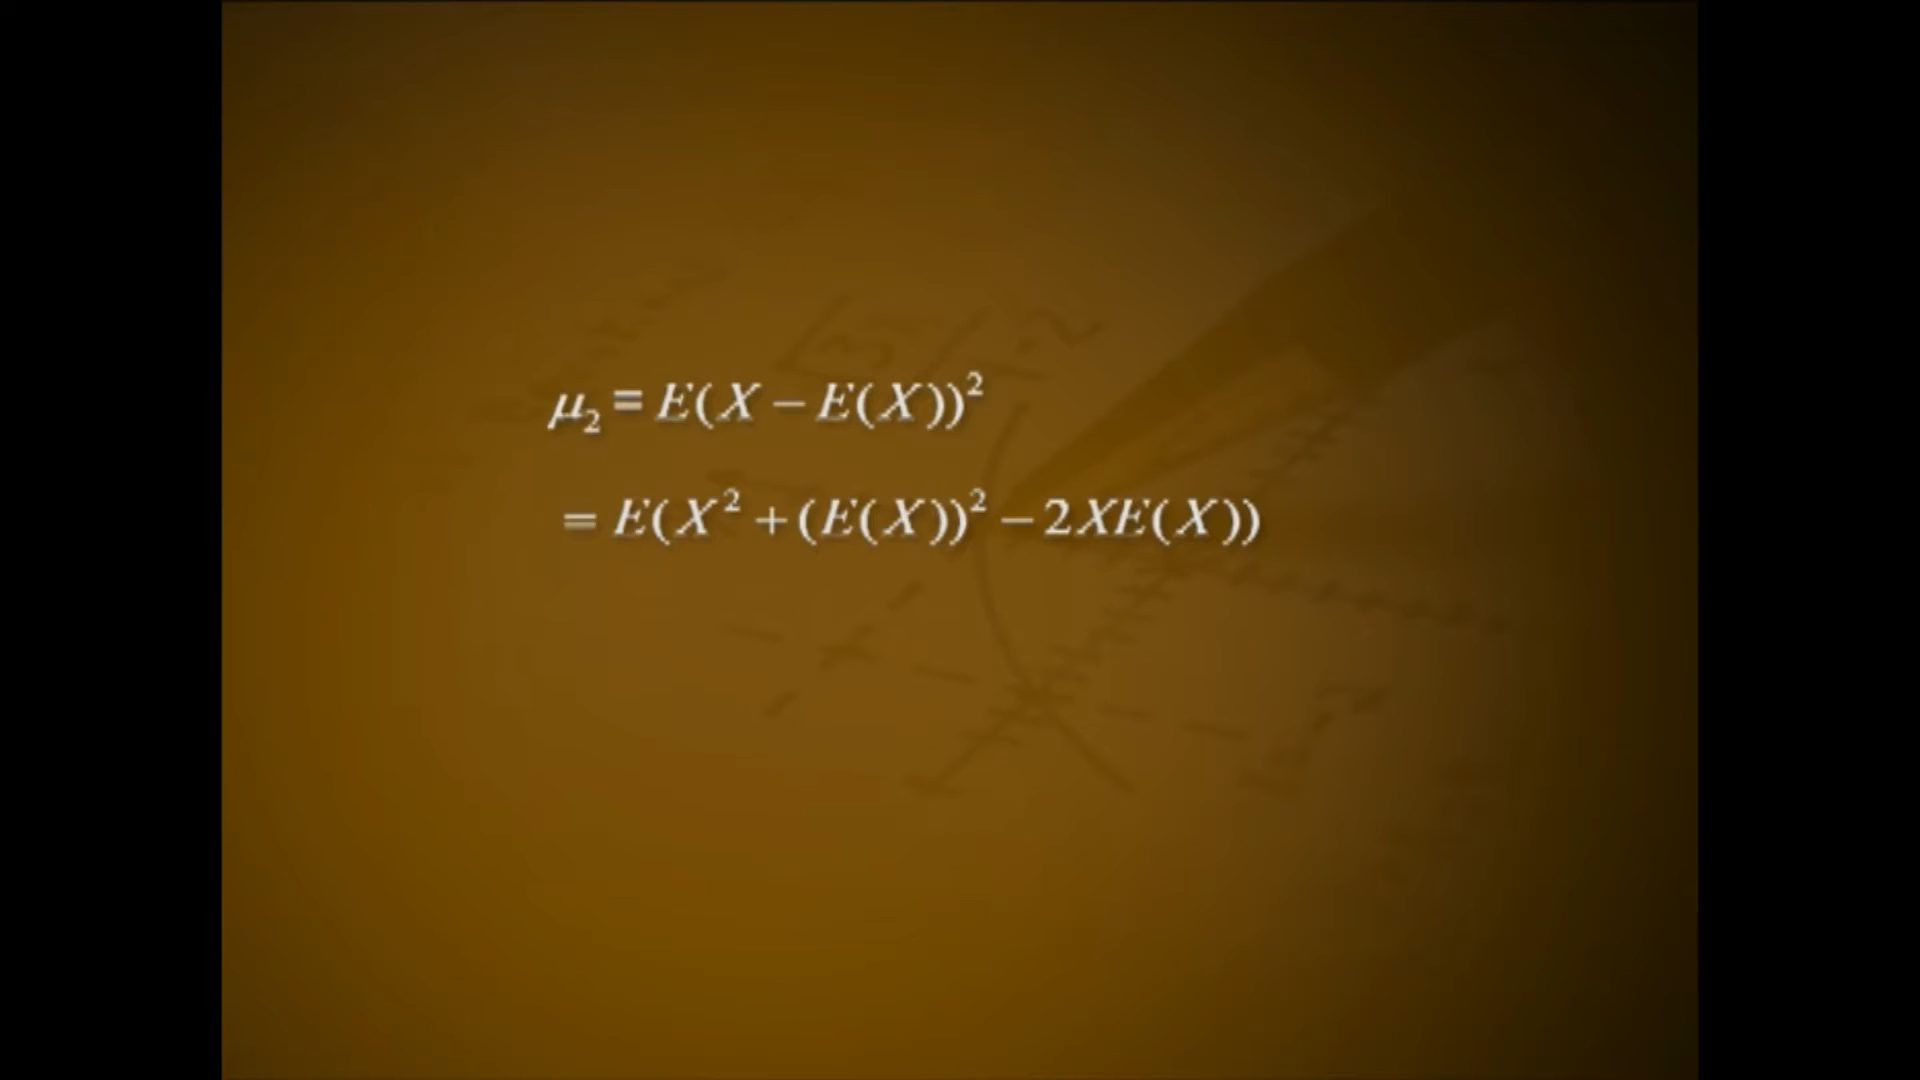 μ₂ ≡ E(X − E(X))²
= E(X² + (E(X))² − 2XE(X))